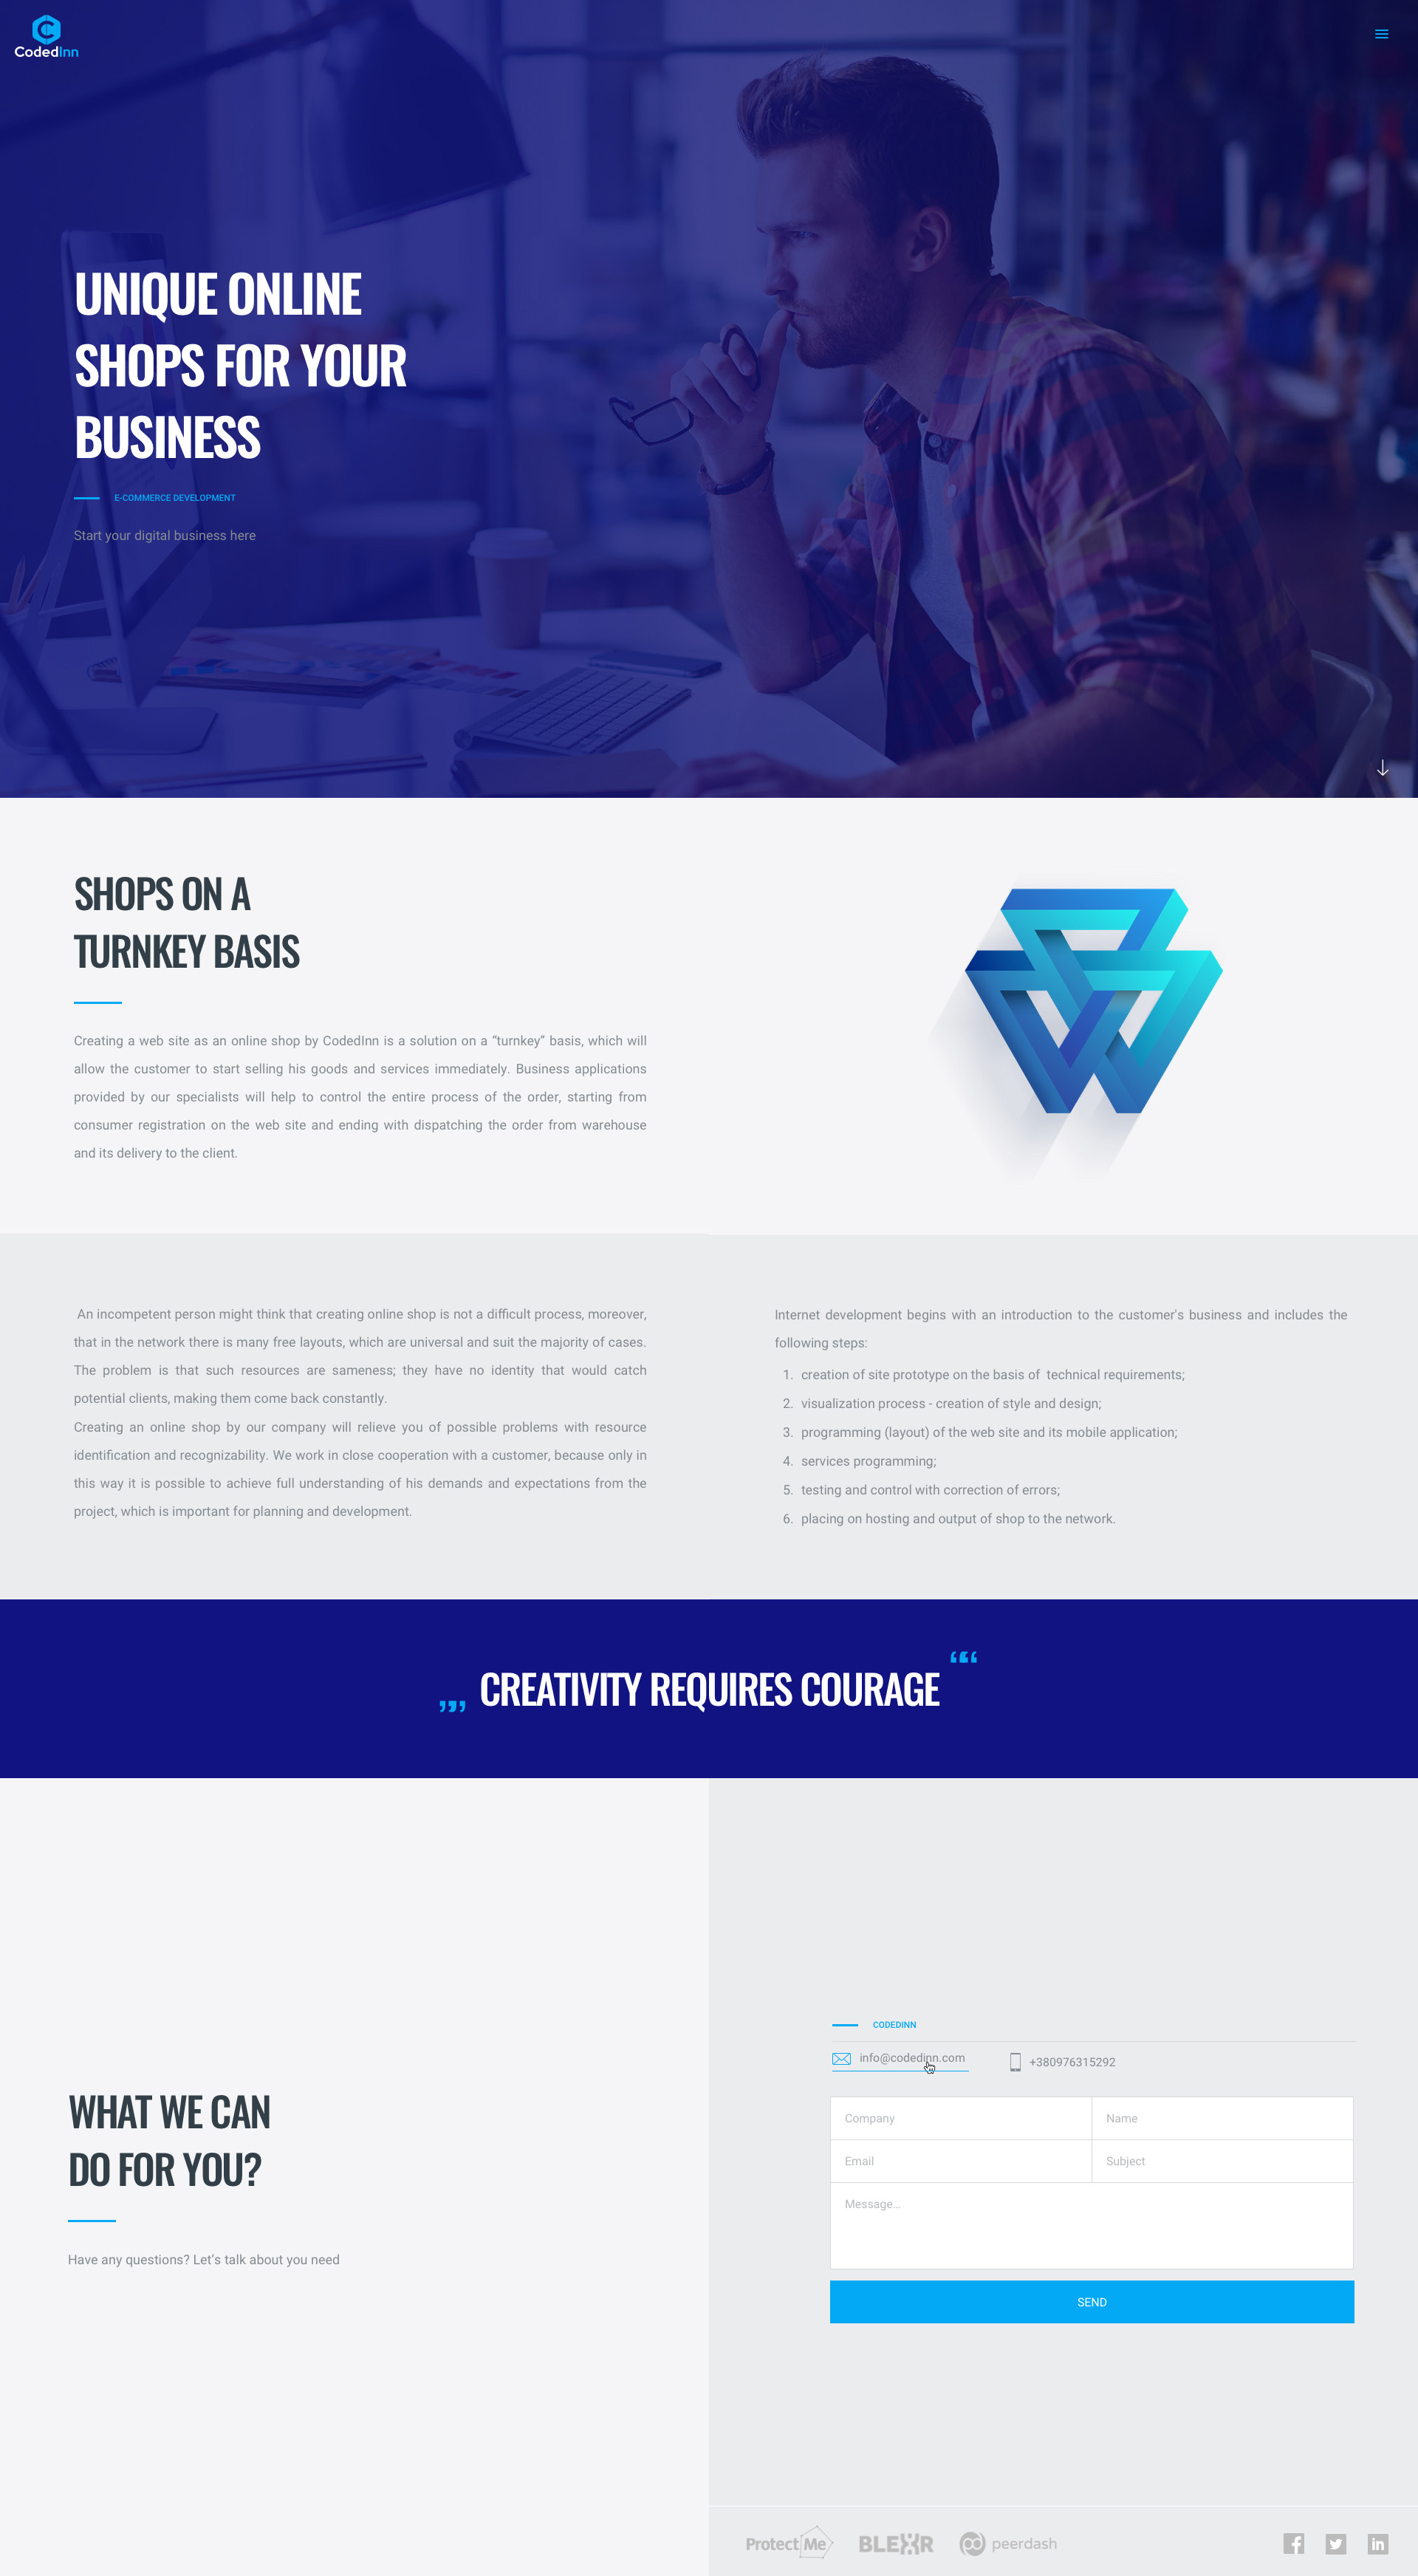 CodedInn
UNIQUE ONLINE
SHOPS FOR YOUR
BUSINESS
E-COMMERCE DEVELOPMENT
Start your digital business here
SHOPS ON A
TURNKEY BASIS
Creating a web site as an online shop by CodedInn is a solution on a “turnkey” basis, which will
allow the customer to start selling his goods and services immediately. Business applications
provided by our specialists will help to control the entire process of the order, starting from
consumer registration on the web site and ending with dispatching the order from warehouse
and its delivery to the client.
An incompetent person might think that creating online shop is not a difficult process, moreover,
that in the network there is many free layouts, which are universal and suit the majority of cases.
The problem is that such resources are sameness; they have no identity that would catch
potential clients, making them come back constantly.
Creating an online shop by our company will relieve you of possible problems with resource
identification and recognizability. We work in close cooperation with a customer, because only in
this way it is possible to achieve full understanding of his demands and expectations from the
project, which is important for planning and development.
Internet development begins with an introduction to the customer's business and includes the
following steps:
1. creation of site prototype on the basis of technical requirements;
2. visualization process - creation of style and design;
3. programming (layout) of the web site and its mobile application;
4. services programming;
5. testing and control with correction of errors;
6. placing on hosting and output of shop to the network.
,,, CREATIVITY REQUIRES COURAGE ‘‘‘
WHAT WE CAN
DO FOR YOU?
Have any questions? Let's talk about you need
CODEDINN
info@codedinn.com +380976315292
Company Name
Email Subject
Message...
SEND
ProtectMe BLEXR peerdash